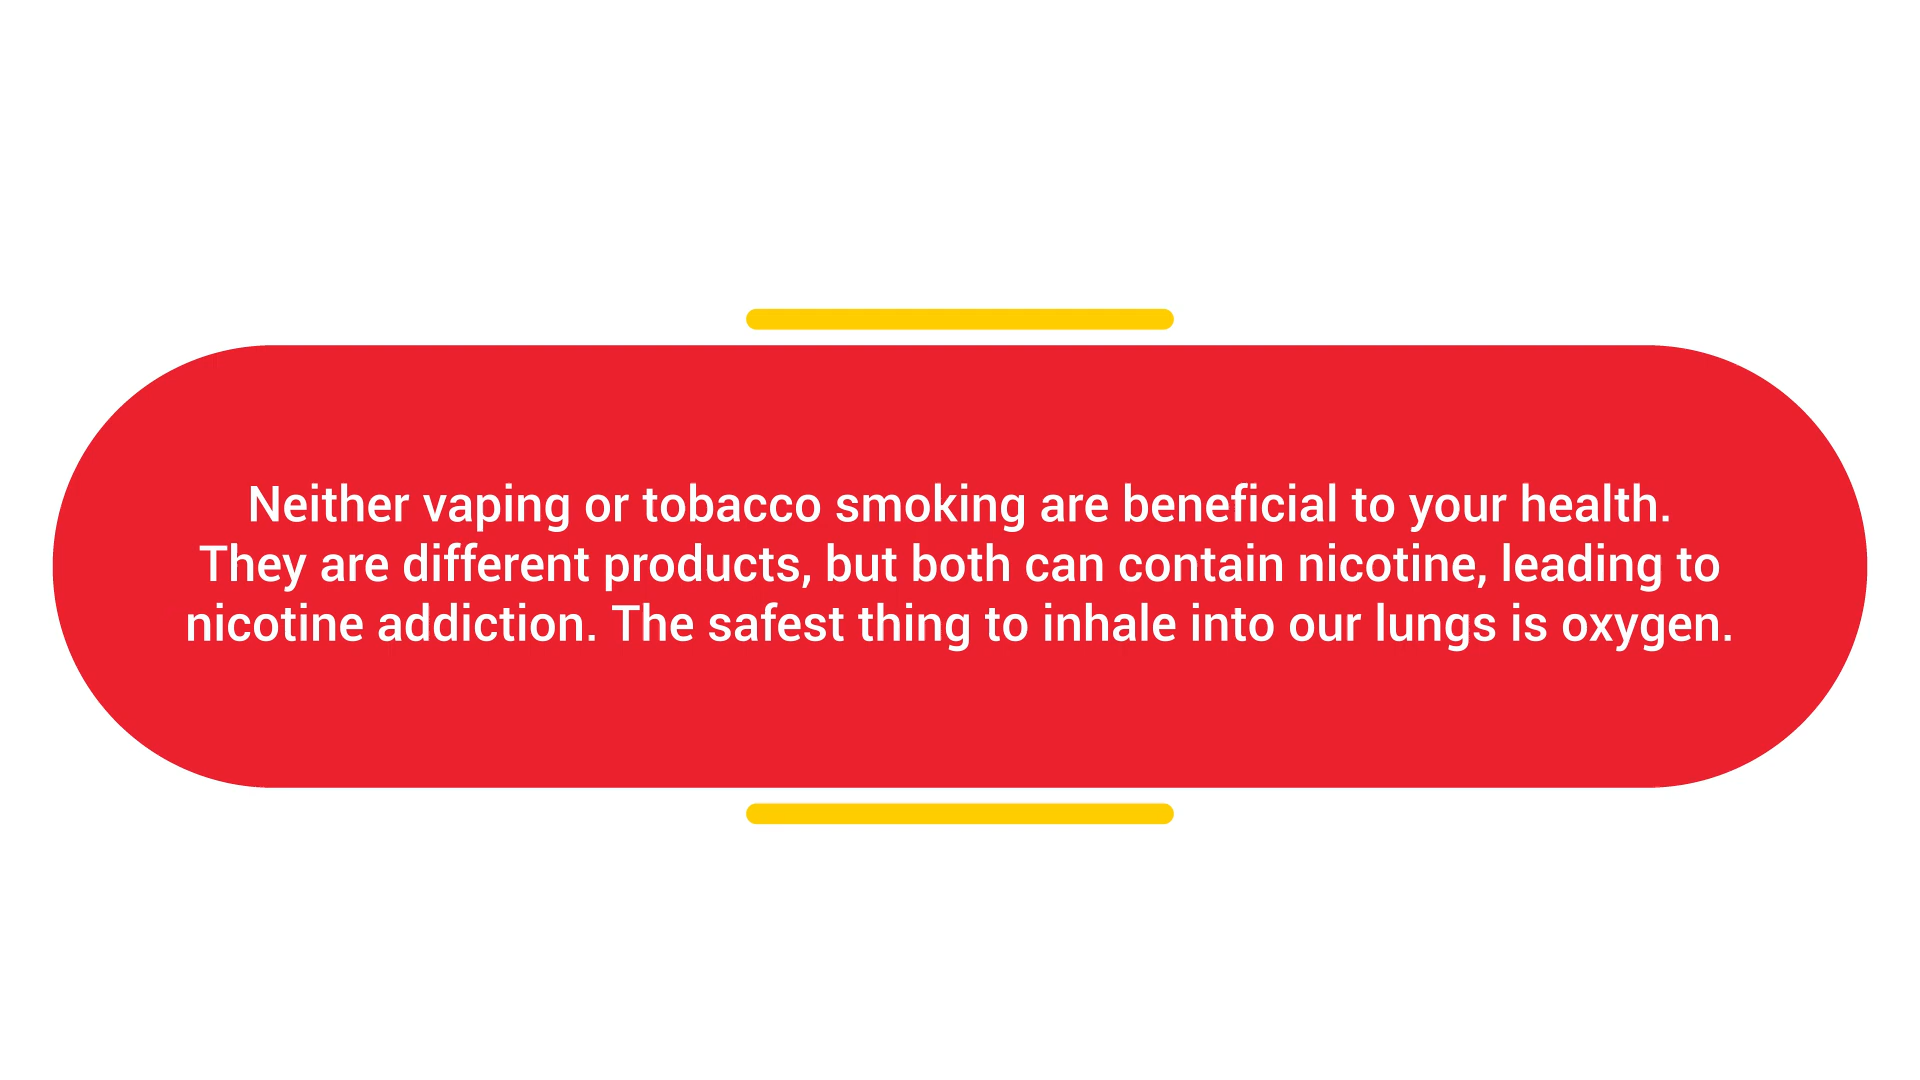 Neither vaping or tobacco smoking are beneficial to your health.
They are different products, but both can contain nicotine, leading to
nicotine addiction. The safest thing to inhale into our lungs is oxygen.